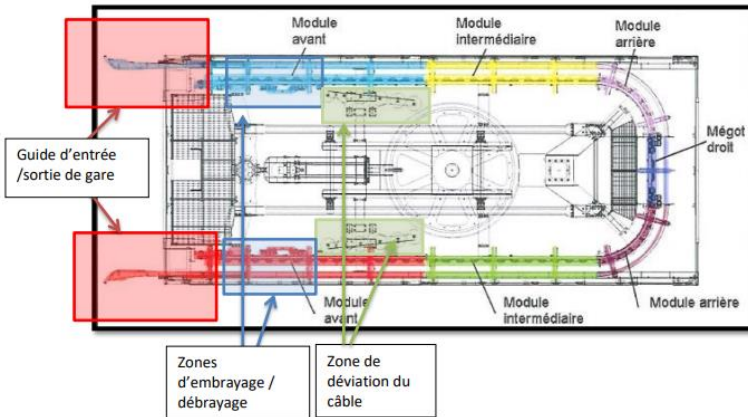 Module
avant
Module
intermédiaire
Module
arrière
Mégot
droit
Guide d'entrée
/sortie de gare
Module
avant
Module
intermédiaire
Module arrière
Zones
d'embrayage /
débrayage
Zone de
déviation du
câble